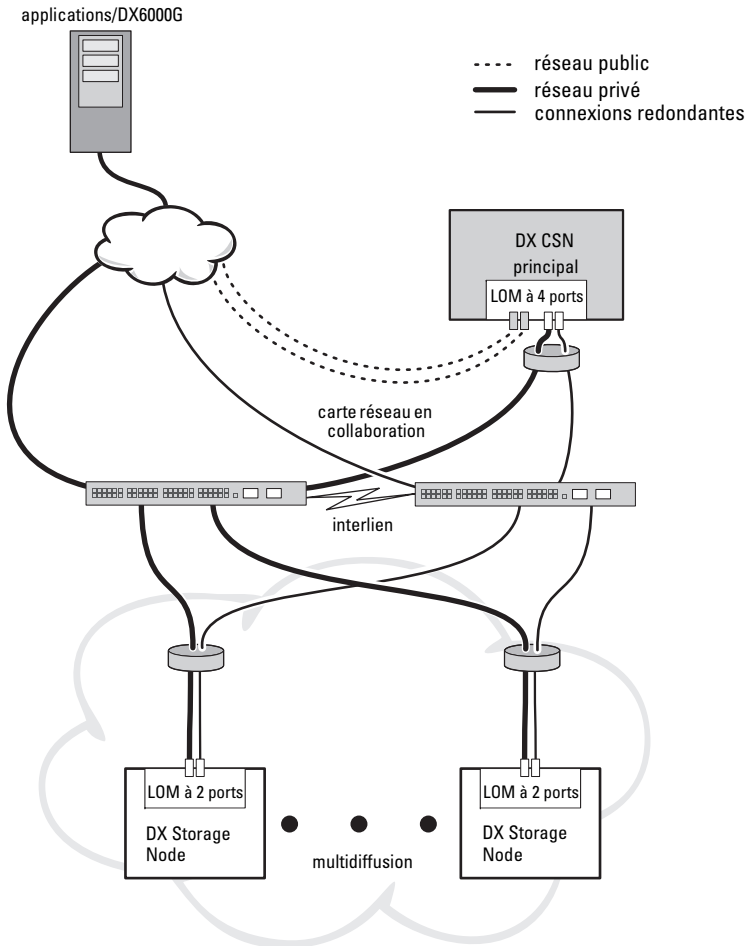 applications/DX6000G
réseau public
réseau privé
connexions redondantes
DX CSN
principal
LOM à 4 ports
carte réseau en
collaboration
interlien
LOM à 2 ports
DX Storage
Node
multidiffusion
LOM à 2 ports
DX Storage
Node